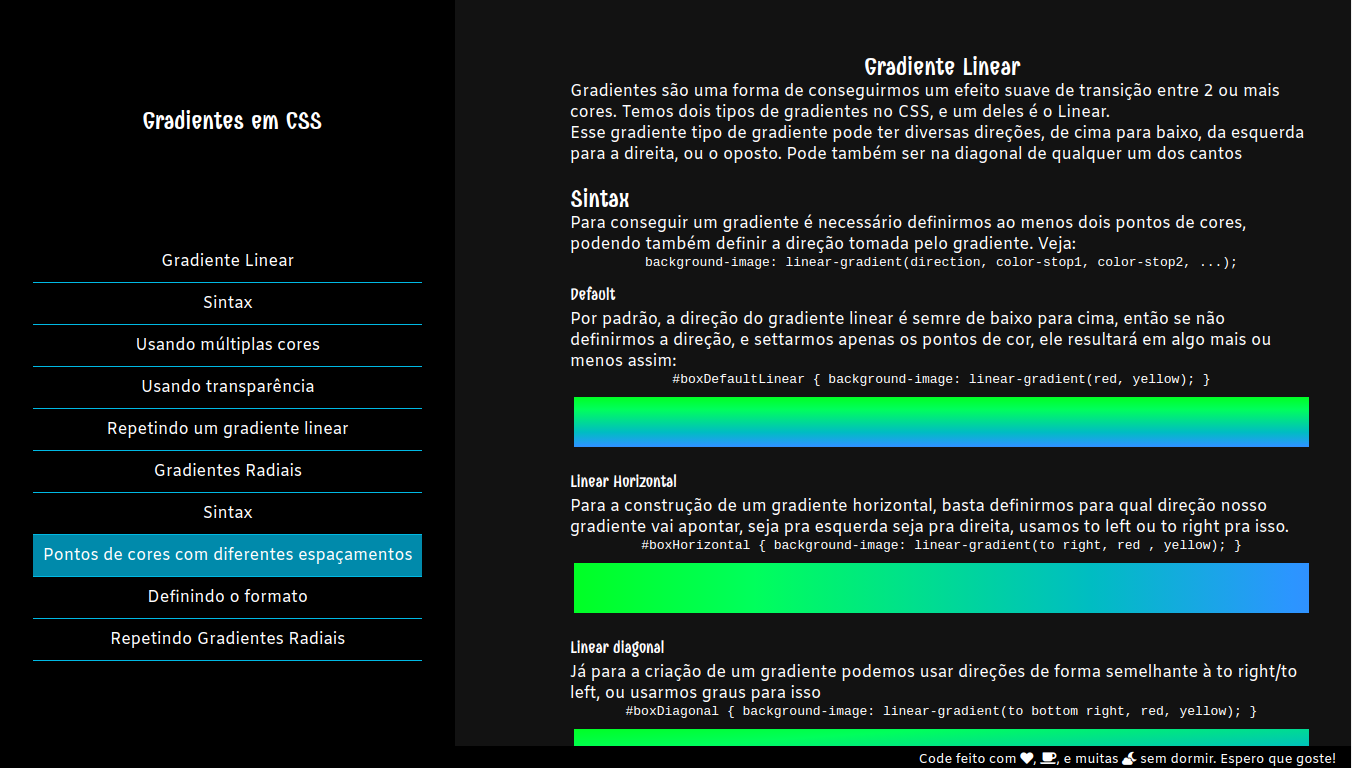 Gradientes em CSS
Gradiente Linear
Sintax
Usando múltiplas cores
Usando transparência
Repetindo um gradiente linear
Gradientes Radiais
Sintax
Pontos de cores com diferentes espaçamentos
Definindo o formato
Repetindo Gradientes Radiais
Gradiente Linear
Gradientes são uma forma de conseguirmos um efeito suave de transição entre 2 ou mais
cores. Temos dois tipos de gradientes no CSS, e um deles é o Linear.
Esse gradiente tipo de gradiente pode ter diversas direções, de cima para baixo, da esquerda
para a direita, ou o oposto. Pode também ser na diagonal de qualquer um dos cantos
Sintax
Para conseguir um gradiente é necessário definirmos ao menos dois pontos de cores,
podendo também definir a direção tomada pelo gradiente. Veja:
background-image: linear-gradient(direction, color-stop1, color-stop2, ...);
Default
Por padrão, a direção do gradiente linear é semre de baixo para cima, então se não
definirmos a direção, e settarmos apenas os pontos de cor, ele resultará em algo mais ou
menos assim:
#boxDefaultLinear { background-image: linear-gradient(red, yellow); }
Linear Horizontal
Para a construção de um gradiente horizontal, basta definirmos para qual direção nosso
gradiente vai apontar, seja pra esquerda seja pra direita, usamos to left ou to right pra isso.
#boxHorizontal { background-image: linear-gradient(to right, red , yellow); }
Linear diagonal
Já para a criação de um gradiente podemos usar direções de forma semelhante à to right/to
left, ou usarmos graus para isso
#boxDiagonal { background-image: linear-gradient(to bottom right, red, yellow); }
Code feito com , , e muitas sem dormir. Espero que goste!